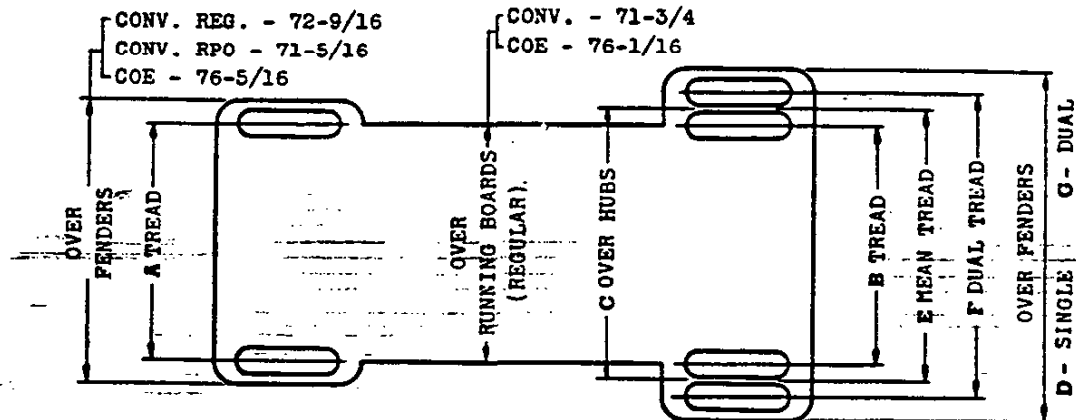 CONV. REG. - 72-9/16
CONV. RPO - 71-5/16
COE - 76-5/16
CONV. - 71-3/4
COE - 76-1/16
OVER
FENDERS
A TREAD
OVER
RUNNING BOARDS
(REGULAR).
C OVER HUBS
B TREAD
E MEAN TREAD
F DUAL TREAD
OVER FENDERS
D - SINGLE G - DUAL